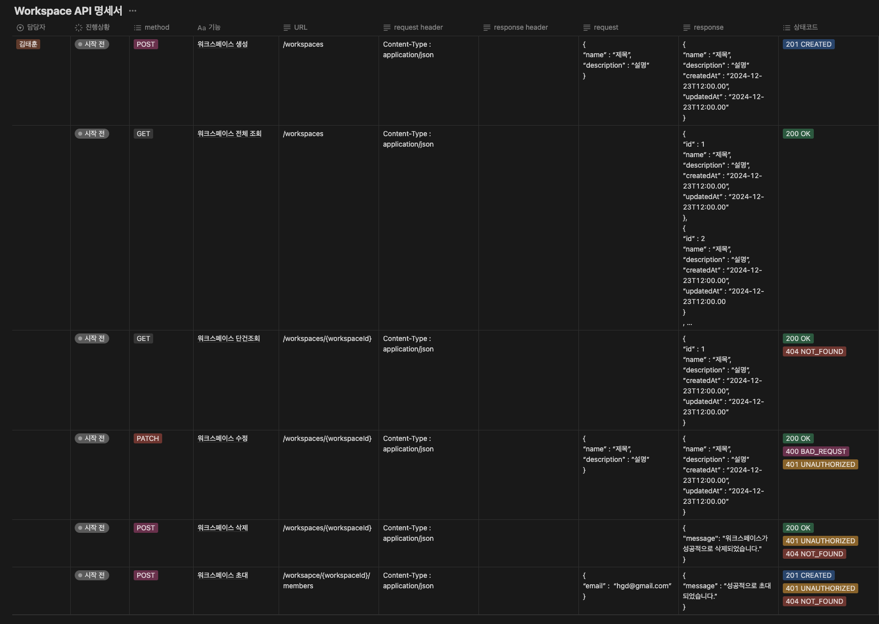 Workspace API 명세서 ...
담당자 진행상황 method Aa 기능 URL request header response header request response 상태코드
김태훈 시작 전 POST 워크스페이스 생성 /workspaces
Content-Type :
application/json
{
“name” : “제목”,
“description” : “설명”
}
{
“name” : “제목”,
“description” : “설명”
“createdAt” : “2024-12-
23T12:00.00”,
“updatedAt” : “2024-12-
23T12:00.00”
}
201 CREATED
시작 전 GET 워크스페이스 전체 조회 /workspaces
Content-Type :
application/json
{
“id” : 1
“name” : “제목”,
“description” : “설명”,
“createdAt” : “2024-12-
23T12:00.00”,
“updatedAt” : “2024-12-
23T12:00.00”
},
{
“id” : 2
“name” : “제목”,
“description” : “설명”,
“createdAt” : “2024-12-
23T12:00.00”,
“updatedAt” : “2024-12-
23T12:00.00
}
, ...
200 OK
시작 전 GET 워크스페이스 단건조회 /workspaces/{workspaceId}
Content-Type :
application/json
{
“id” : 1
“name” : “제목”,
“description” : “설명”,
“createdAt” : “2024-12-
23T12:00.00”,
“updatedAt” : “2024-12-
23T12:00.00”
}
200 OK
404 NOT_FOUND
시작 전 PATCH 워크스페이스 수정 /workspaces/{workspaceId}
Content-Type :
application/json
{
“name” : “제목”,
“description” : “설명”
}
{
“name” : “제목”,
“description” : “설명”
“createdAt” : “2024-12-
23T12:00.00”,
“updatedAt” : “2024-12-
23T12:00.00”
}
200 OK
400 BAD_REQUST
401 UNAUTHORIZED
시작 전 POST 워크스페이스 삭제 /workspaces/{workspaceId}
Content-Type :
application/json
{
"message": "워크스페이스가
성공적으로 삭제되었습니다."
}
200 OK
401 UNAUTHORIZED
404 NOT_FOUND
시작 전 POST 워크스페이스 초대 /worksapce/{workspaceId}/
members
Content-Type :
application/json
{
“email” : “hgd@gmail.com”
}
{
“message” : “성공적으로 초대
되었습니다.”
}
201 CREATED
401 UNAUTHORIZED
404 NOT_FOUND